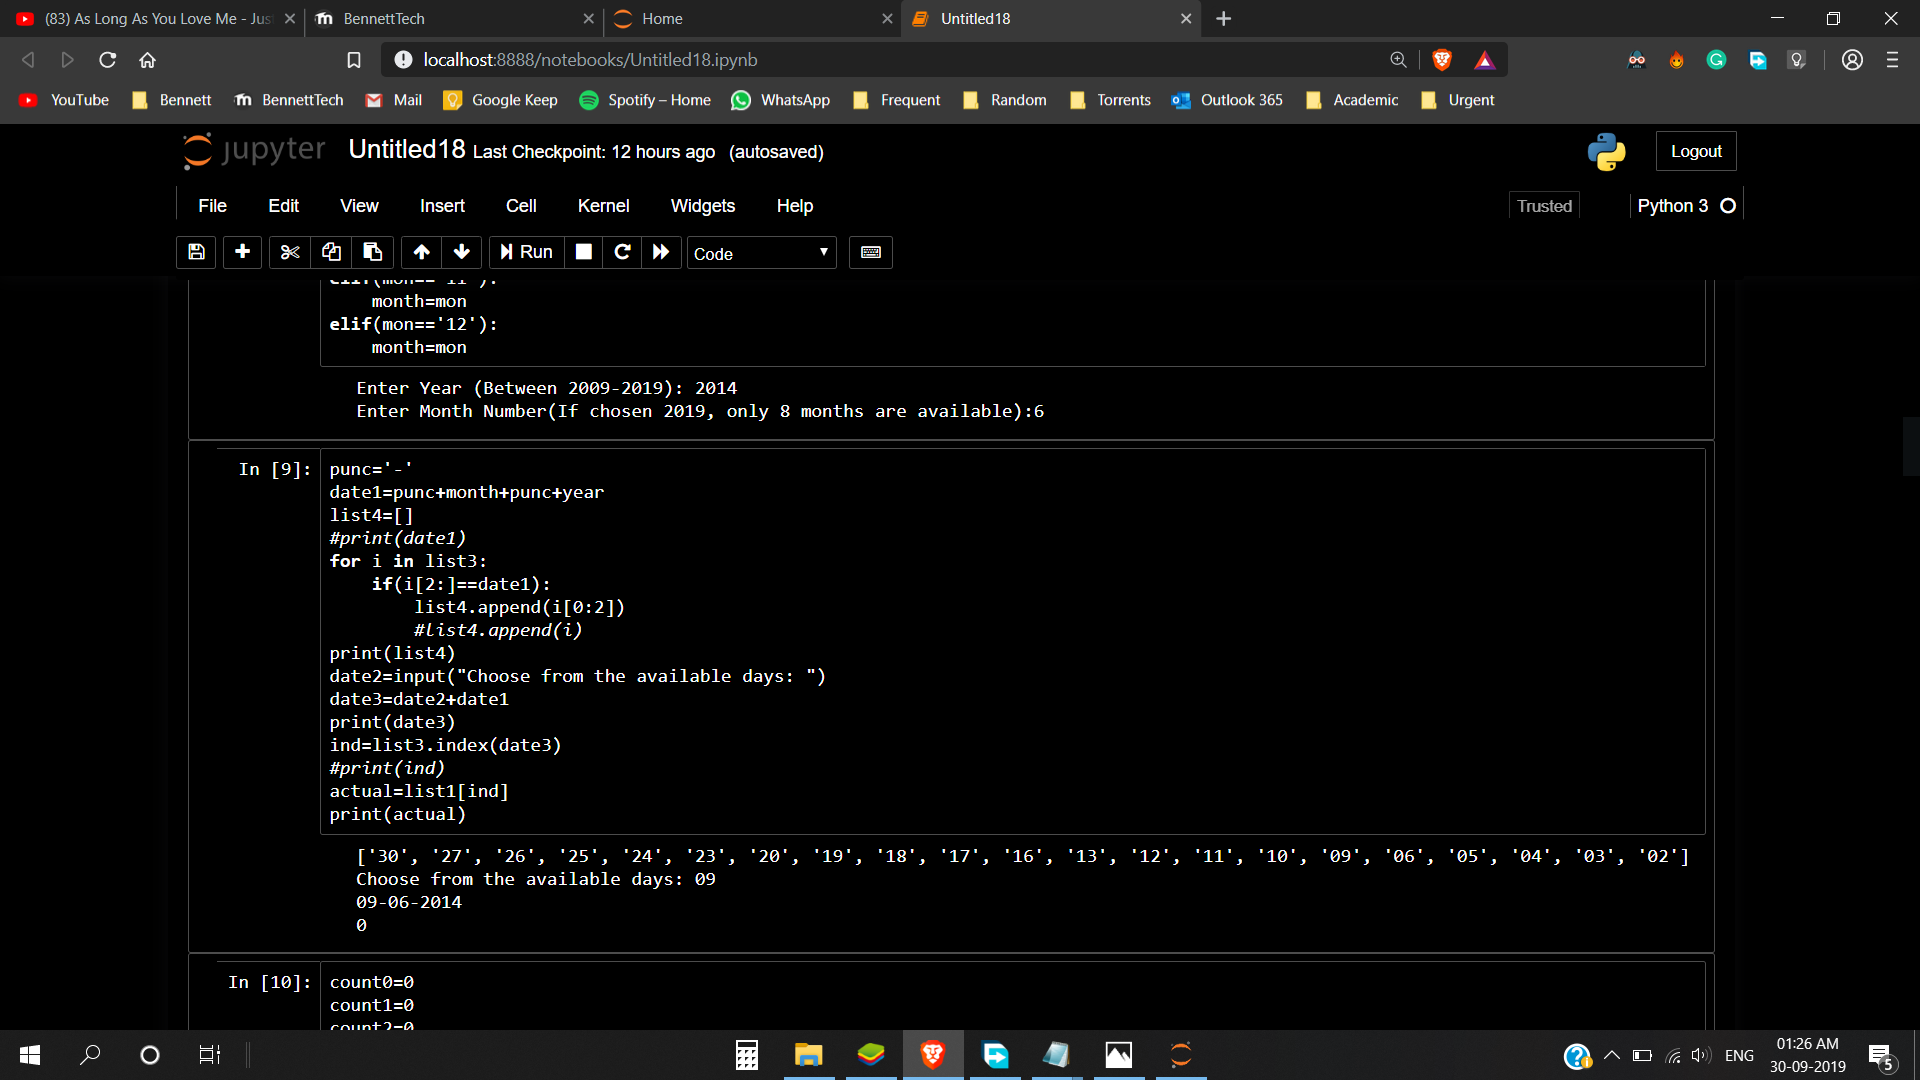 (83) As Long As You Love Me - Jus
BennettTech
Home
Untitled18
localhost:8888/notebooks/Untitled18.ipynb
YouTube
Bennett
BennettTech
Mail
Google Keep
Spotify – Home
WhatsApp
Frequent
Random
Torrents
Outlook 365
Academic
Urgent
jupyter Untitled18 Last Checkpoint: 12 hours ago (autosaved)
Logout
File Edit View Insert Cell Kernel Widgets Help
Trusted
Python 3
Run
Code
elif(mon=='11'):
    month=mon
elif(mon=='12'):
    month=mon
Enter Year (Between 2009-2019): 2014
Enter Month Number(If chosen 2019, only 8 months are available):6
In [9]:
punc='-'
date1=punc+month+punc+year
list4=[]
#print(date1)
for i in list3:
    if(i[2:]==date1):
        list4.append(i[0:2])
        #list4.append(i)
print(list4)
date2=input("Choose from the available days: ")
date3=date2+date1
print(date3)
ind=list3.index(date3)
#print(ind)
actual=list1[ind]
print(actual)
['30', '27', '26', '25', '24', '23', '20', '19', '18', '17', '16', '13', '12', '11', '10', '09', '06', '05', '04', '03', '02']
Choose from the available days: 09
09-06-2014
0
In [10]:
count0=0
count1=0
count2=0
ENG
01:26 AM
30-09-2019
5